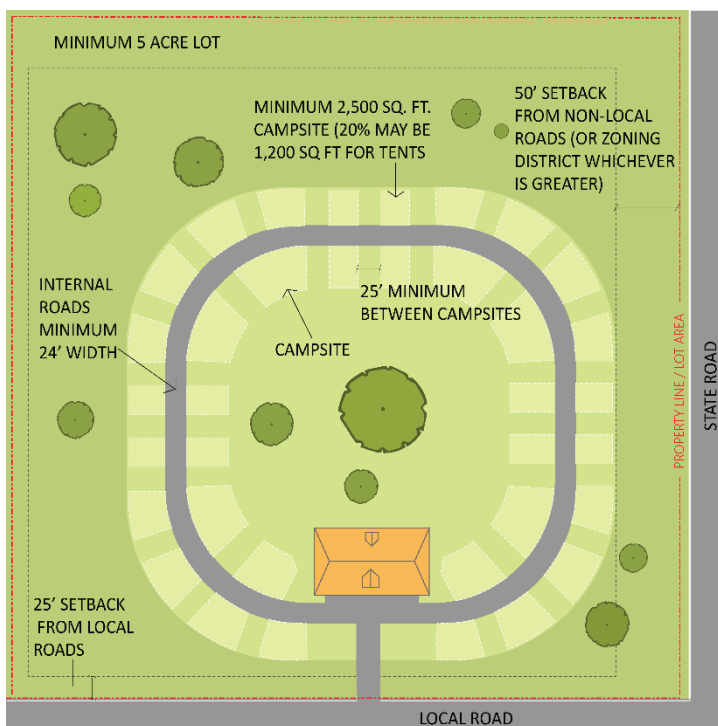 MINIMUM 5 ACRE LOT
MINIMUM 2,500 SQ. FT.
CAMPSITE (20% MAY BE
1,200 SQ FT FOR TENTS
50’ SETBACK
FROM NON-LOCAL
ROADS (OR ZONING
DISTRICT WHICHEVER
IS GREATER)
INTERNAL
ROADS
MINIMUM
24’ WIDTH
25’ MINIMUM
BETWEEN CAMPSITES
CAMPSITE
PROPERTY LINE / LOT AREA
STATE ROAD
25’ SETBACK
FROM LOCAL
ROADS
LOCAL ROAD